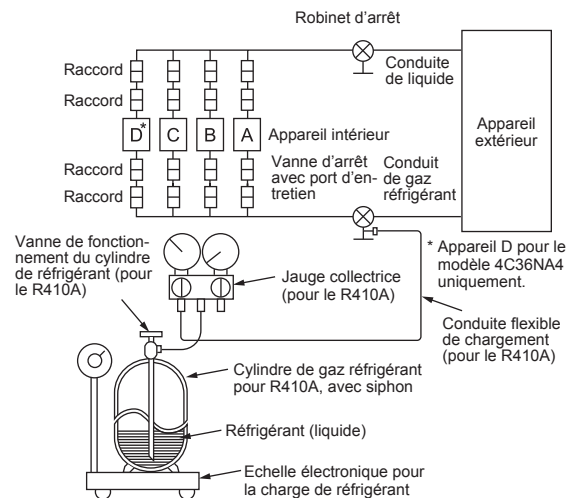 Robinet d'arrêt
Raccord
Raccord
Conduite
de liquide
D*
C
B
A
Appareil intérieur
Appareil
extérieur
Raccord
Raccord
Vanne d'arrêt
avec port d'en-
tretien
Conduit
de gaz
réfrigérant
Vanne de fonction-
nement du cylindre
de réfrigérant (pour
le R410A)
Jauge collectrice
(pour le R410A)
* Appareil D pour le
modèle 4C36NA4
uniquement.
Conduite flexible
de chargement
(pour le R410A)
Cylindre de gaz réfrigérant
pour R410A, avec siphon
Réfrigérant (liquide)
Echelle électronique pour
la charge de réfrigérant